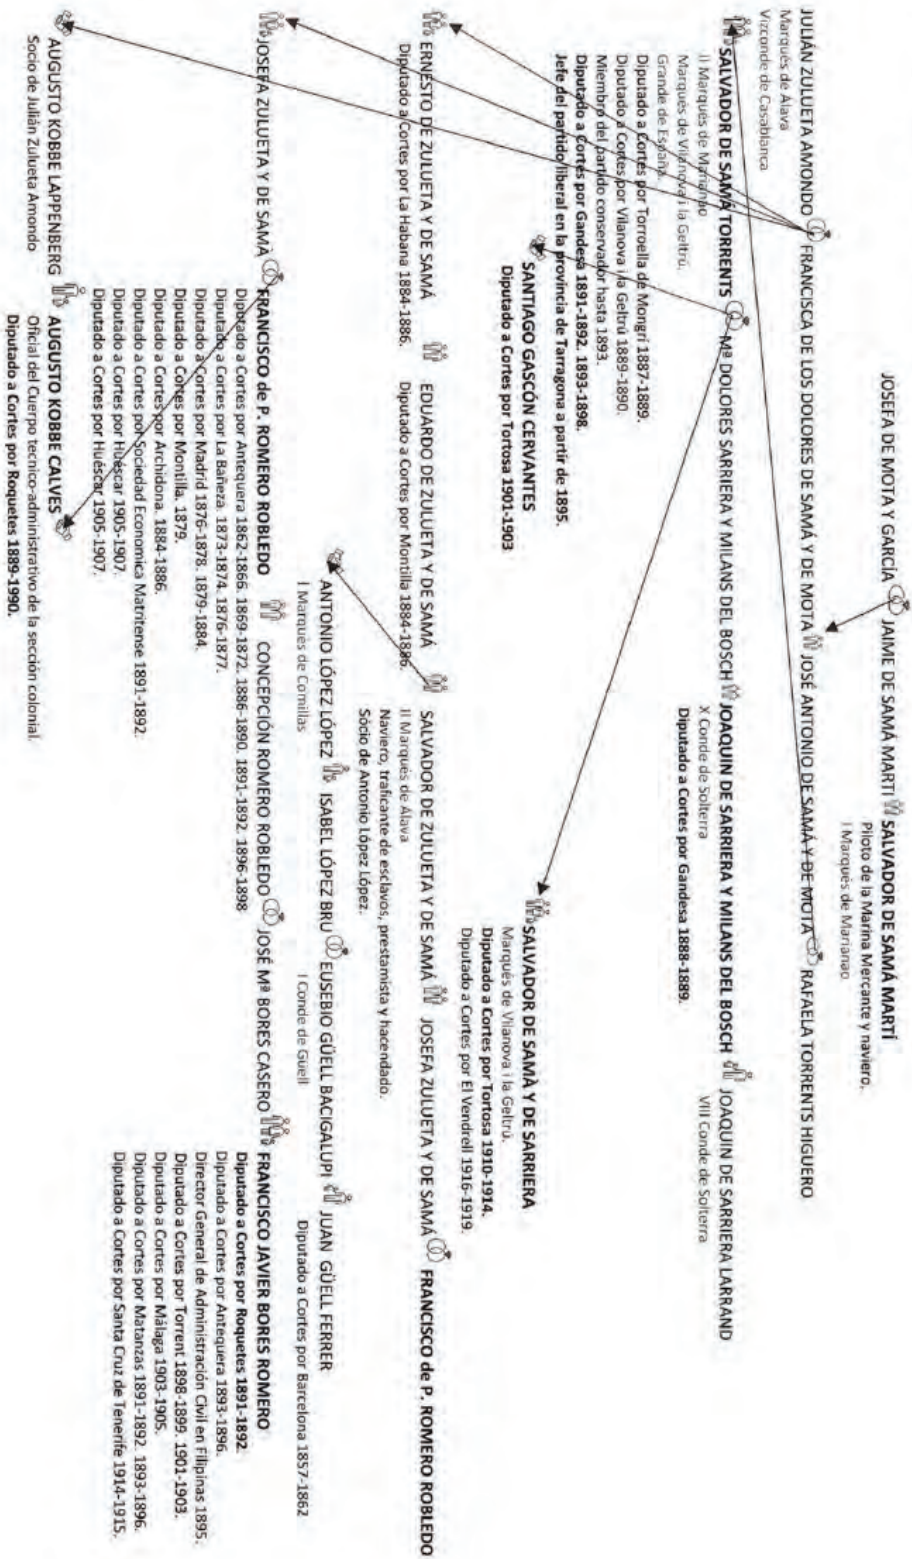 JOSEFA DE MOTA Y GARCÍA JAIME DE SAMÁ MARTI SALVADOR DE SAMÁ MARTÍ
Piloto de la Marina Mercante y naviero.
I Marqués de Marianao
JULIÁN ZULUETA AMONDO FRANCISCA DE LOS DOLORES DE SAMÁ Y DE MOTA JOSÉ ANTONIO DE SAMÁ Y DE MOTA RAFAELA TORRENTS HIGUERO
Marqués de Álava
Vizconde de Casablanca
SALVADOR DE SAMÁ TORRENTS Mª DOLORES SARRIERA Y MILANS DEL BOSCH JOAQUIN DE SARRIERA Y MILANS DEL BOSCH JOAQUIN DE SARRIERA LARRAND
II Marqués de Marianao
Marqués de Vilanova i la Geltrú.
Grande de España
Diputado a Cortes por Torroella de Mongrí 1887-1889.
Diputado a Cortes por Vilanova i la Geltrú 1889-1890.
Miembro del partido conservador hasta 1893.
Diputado a Cortes por Gandesa 1891-1892. 1893-1898.
Jefe del partido liberal en la provincia de Tarragona a partir de 1895.
X Conde de Solterra
Diputado a Cortes por Gandesa 1888-1889.
VIII Conde de Solterra
SANTIAGO GASCÓN CERVANTES
Diputado a Cortes por Tortosa 1901-1903
SALVADOR DE SAMÀ Y DE SARRIERA
Marqués de Vilanova i la Geltrú.
Diputado a Cortes por Tortosa 1910-1914.
Diputado a Cortes por El Vendrell 1916-1919.
ERNESTO DE ZULUETA Y DE SAMÁ EDUARDO DE ZULUETA Y DE SAMÁ SALVADOR DE ZULUETA Y DE SAMÁ JOSEFA ZULUETA Y DE SAMÁ FRANCISCO de P. ROMERO ROBLEDO
Diputado a Cortes por La Habana 1884-1886.
Diputado a Cortes por Montilla 1884-1886.
II Marqués de Álava
Naviero, traficante de esclavos, prestamista y hacendado.
Sócio de Antonio López López.
ANTONIO LÓPEZ LÓPEZ ISABEL LÓPEZ BRU EUSEBIO GÜELL BACIGALUPI JUAN GÜELL FERRER
I Marqués de Comillas
I Conde de Güell
Diputado a Cortes por Barcelona 1857-1862
JOSEFA ZULUETA Y DE SAMÁ FRANCISCO de P. ROMERO ROBLEDO CONCEPCIÓN ROMERO ROBLEDO JOSÉ Mª BORES CASERO FRANCISCO JAVIER BORES ROMERO
Diputado a Cortes por Antequera 1862-1866. 1869-1872. 1886-1890. 1891-1892. 1896-1898
Diputado a Cortes por La Bañeza. 1873-1874. 1876-1877.
Diputado a Cortes por Madrid 1876-1878. 1879-1884.
Diputado a Cortes por Montilla. 1879.
Diputado a Cortes por Archidona. 1884-1886.
Diputado a Cortes por Sociedad Economica Matritense 1891-1892.
Diputado a Cortes por Huéscar 1905-1907.
Diputado a Cortes por Huéscar 1905-1907.
Diputado a Cortes por Roquetes 1891-1892
Diputado a Cortes por Antequera 1893-1896.
Director General de Administración Civil en Filipinas 1895.
Diputado a Cortes por Torrent 1898-1899. 1901-1903.
Diputado a Cortes por Málaga 1903-1905.
Diputado a Cortes por Matanzas 1891-1892. 1893-1896.
Diputado a Cortes por Santa Cruz de Tenerife 1914-1915.
AUGUSTO KOBBE LAPPENBERG AUGUSTO KOBBE CALVES
Socio de Julián Zulueta Amondo
Oficial del Cuerpo tecnico-administrativo de la sección colonial.
Diputado a Cortes por Roquetes 1889-1990.